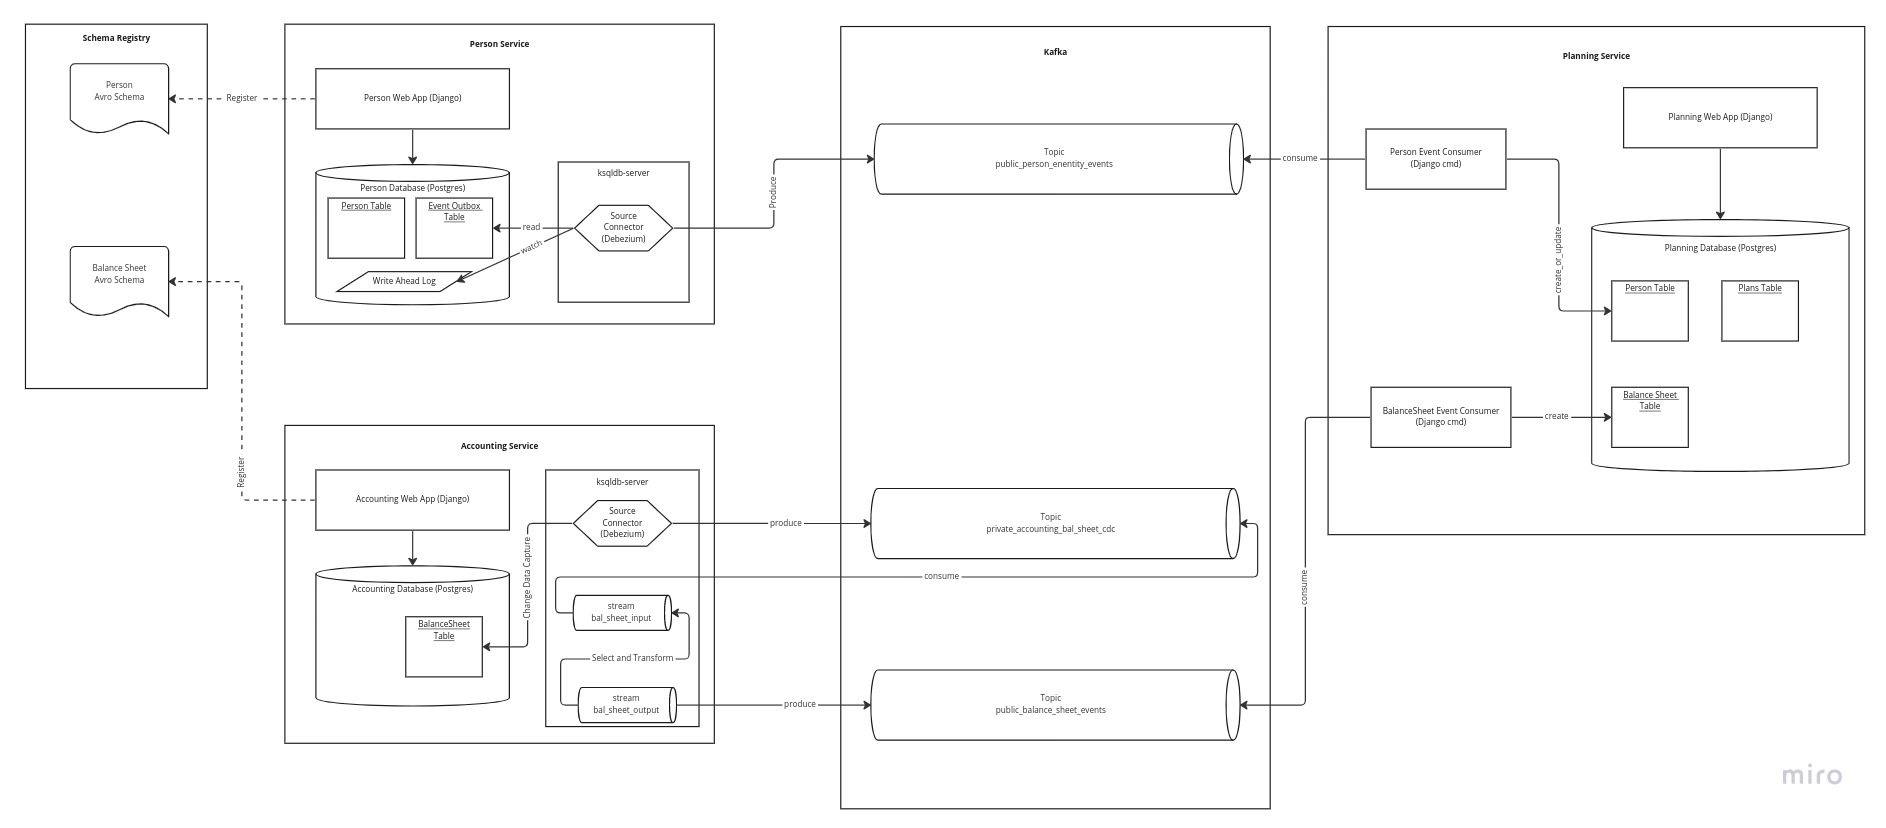 Schema Registry
Person
Avro Schema
Balance Sheet
Avro Schema
Register
Register
Person Service
Person Web App (Django)
Person Database (Postgres)
Person Table
Event Outbox
Table
Write Ahead Log
read
watch
ksqldb-server
Source
Connector
(Debezium)
Produce
Accounting Service
Accounting Web App (Django)
Accounting Database (Postgres)
BalanceSheet
Table
Change Data Capture
ksqldb-server
Source
Connector
(Debezium)
stream
bal_sheet_input
Select and Transform
stream
bal_sheet_output
produce
consume
produce
Kafka
Topic
public_person_enentity_events
Topic
private_accounting_bal_sheet_cdc
Topic
public_balance_sheet_events
consume
consume
Planning Service
Planning Web App (Django)
Person Event Consumer
(Django cmd)
create_or_update
Planning Database (Postgres)
Person Table
Plans Table
BalanceSheet Event Consumer
(Django cmd)
create
Balance Sheet
Table
miro